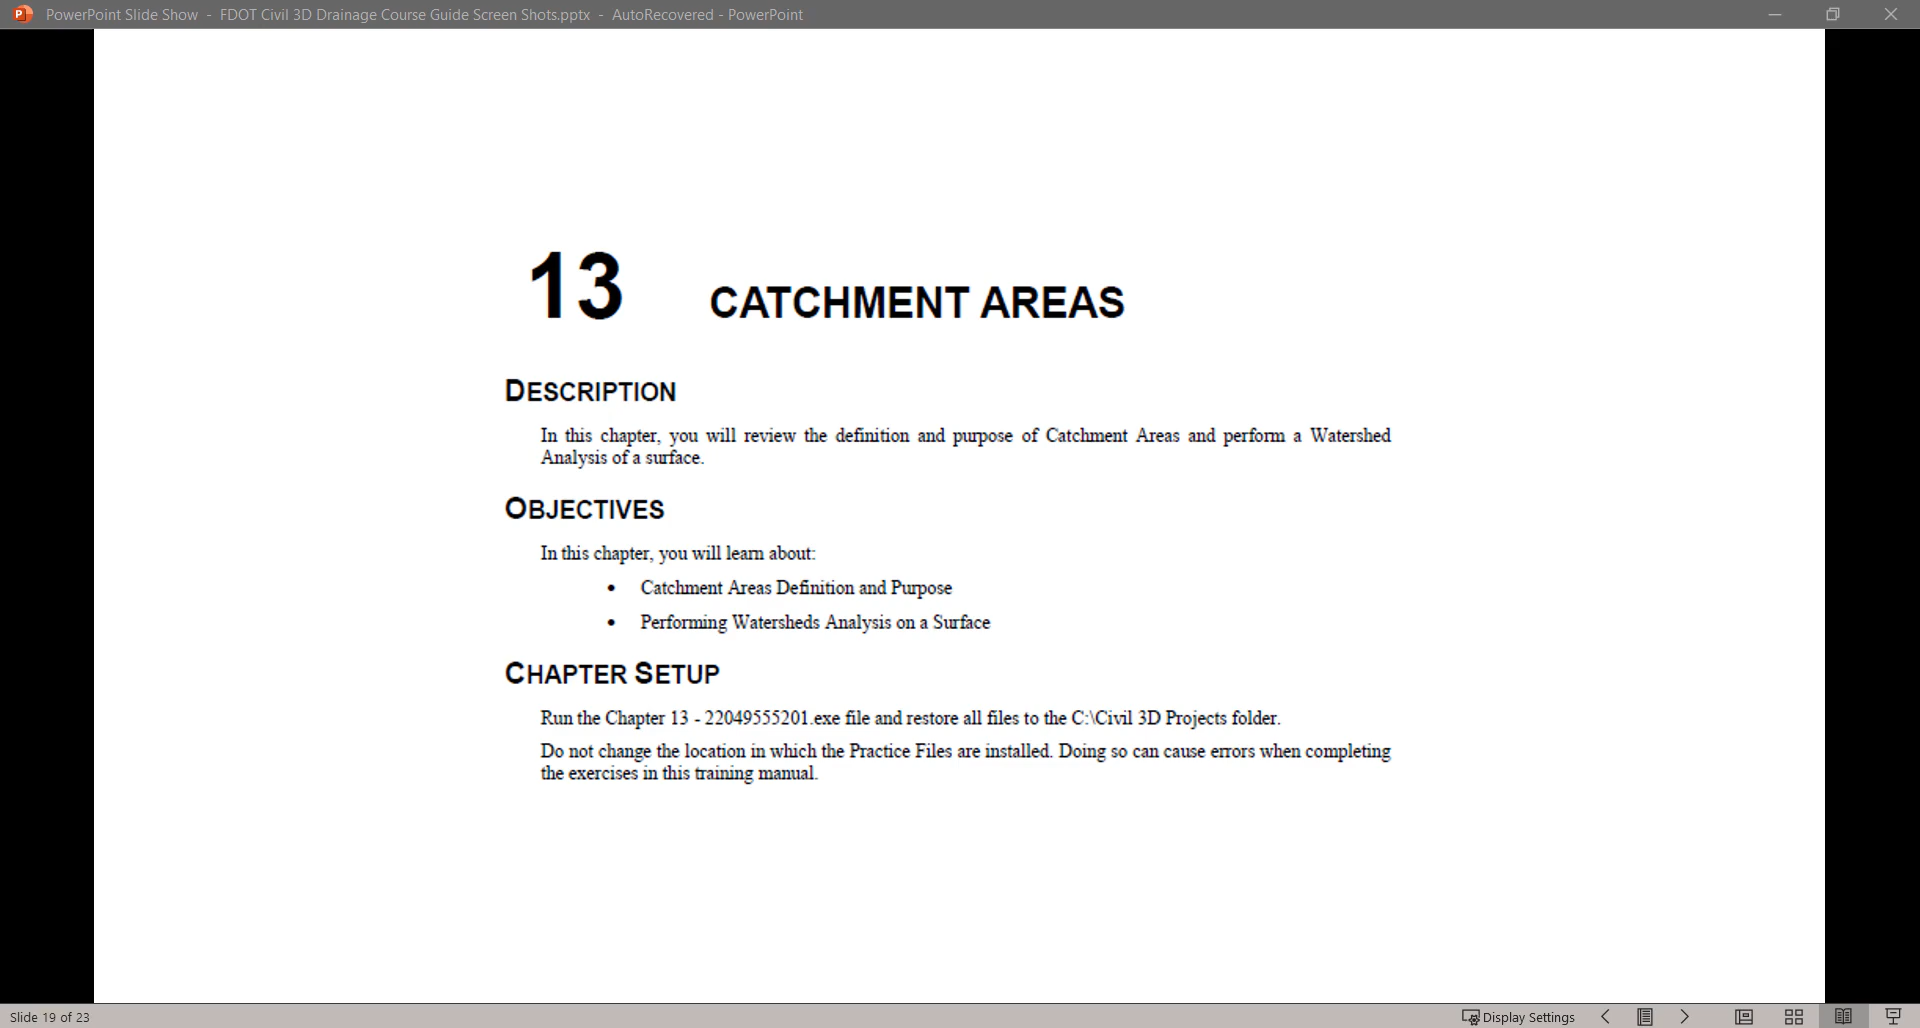 PowerPoint Slide Show - FDOT Civil 3D Drainage Course Guide Screen Shots.pptx - AutoRecovered - PowerPoint
13 CATCHMENT AREAS
DESCRIPTION
In this chapter, you will review the definition and purpose of Catchment Areas and perform a Watershed
Analysis of a surface.
OBJECTIVES
In this chapter, you will learn about:
• Catchment Areas Definition and Purpose
• Performing Watersheds Analysis on a Surface
CHAPTER SETUP
Run the Chapter 13 - 22049555201.exe file and restore all files to the C:\Civil 3D Projects folder.
Do not change the location in which the Practice Files are installed. Doing so can cause errors when completing
the exercises in this training manual.
Slide 19 of 23 Display Settings